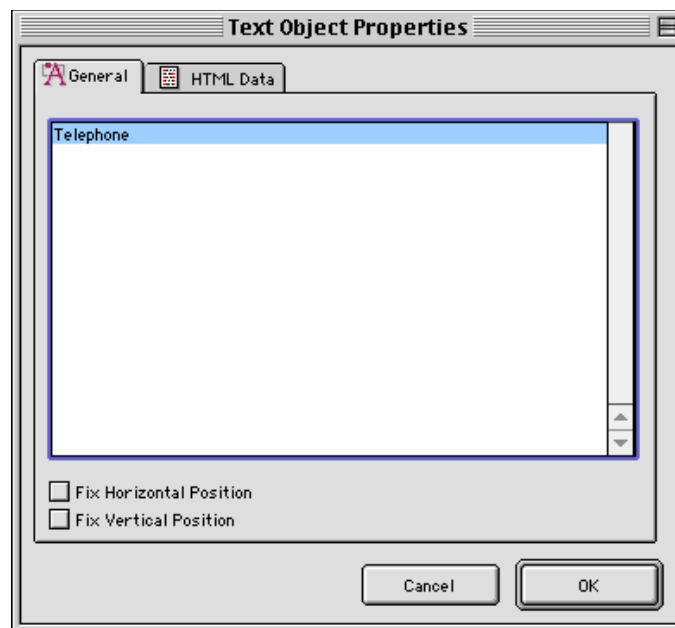 Text Object Properties
General
HTML Data
Telephone
Fix Horizontal Position
Fix Vertical Position
Cancel
OK